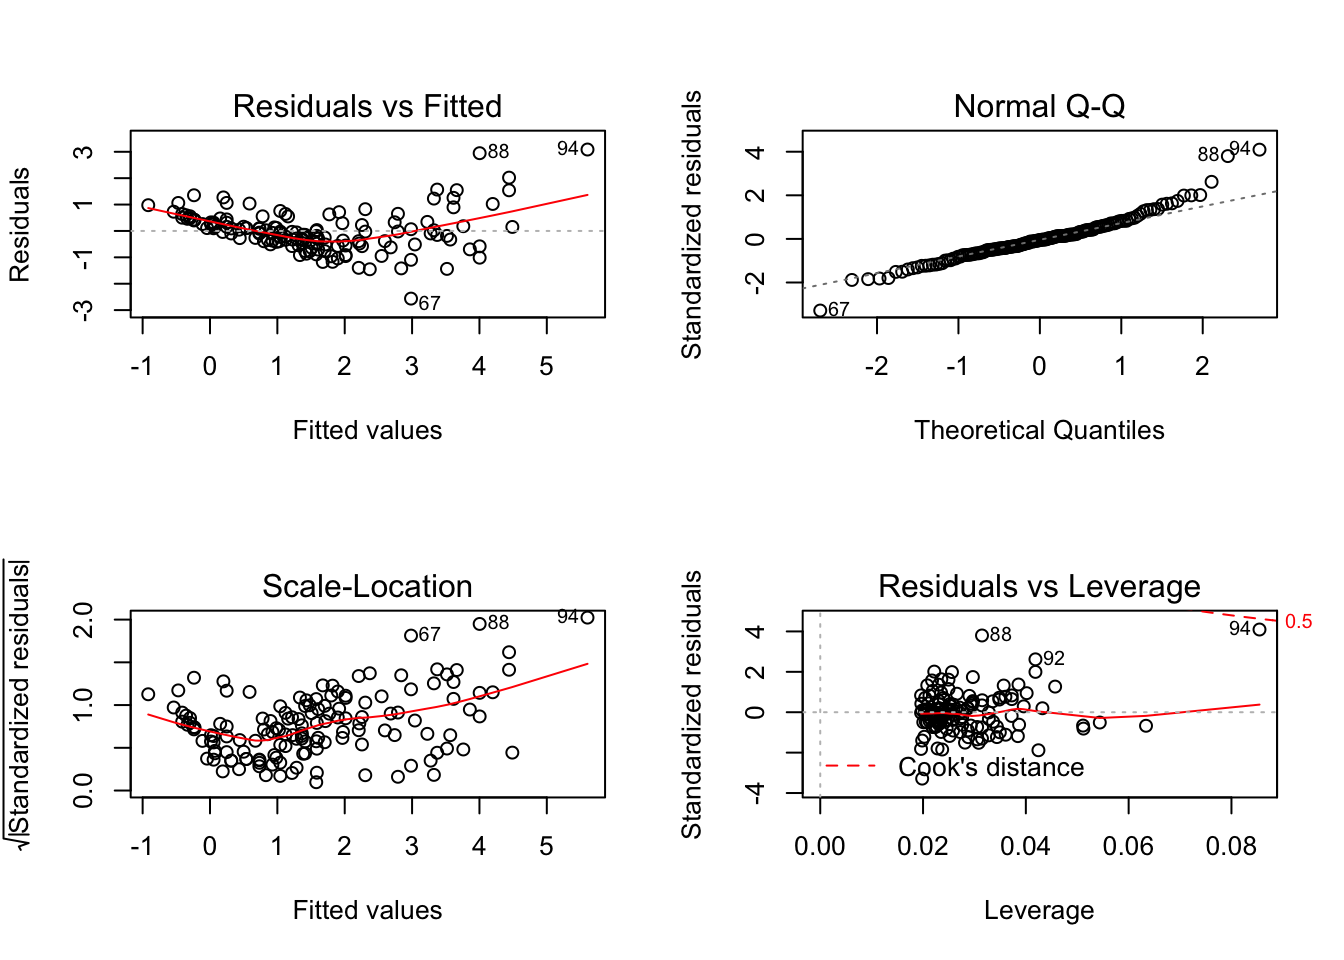 Residuals vs Fitted
Residuals
3
1
-1
-3
88
94
67
-1 0 1 2 3 4 5
Fitted values
Normal Q-Q
Standardized residuals
4
2
0
-2
88
94
67
-2 -1 0 1 2
Theoretical Quantiles
Scale-Location
√|Standardized residuals|
2.0
1.0
0.0
67
88
94
-1 0 1 2 3 4 5
Fitted values
Residuals vs Leverage
Standardized residuals
4
2
0
-4
88
92
94
0.5
Cook's distance
0.00 0.02 0.04 0.06 0.08
Leverage